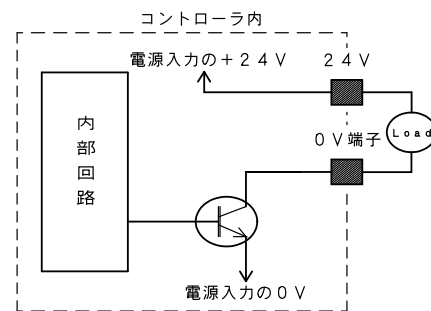 コントローラ内
電源入力の＋２４Ｖ
２４Ｖ
内部回路
０Ｖ端子
Ｌｏａｄ
電源入力の０Ｖ